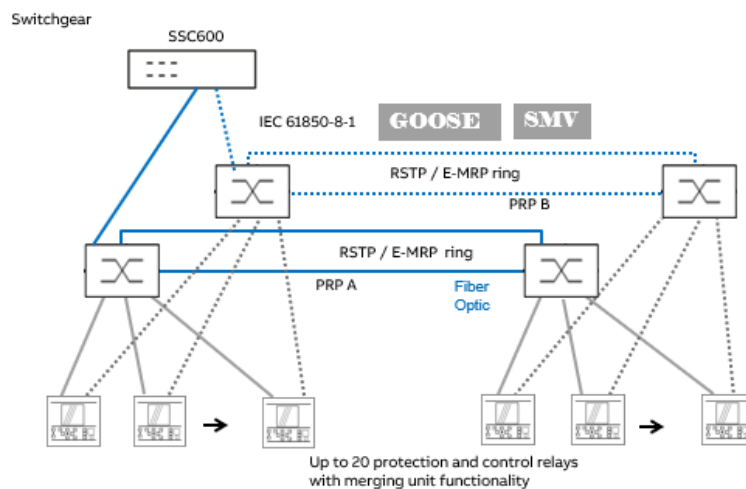 Switchgear
SSC600
IEC 61850-8-1
GOOSE
SMV
RSTP / E-MRP ring
PRP B
RSTP / E-MRP ring
PRP A
Fiber
Optic
Up to 20 protection and control relays
with merging unit functionality